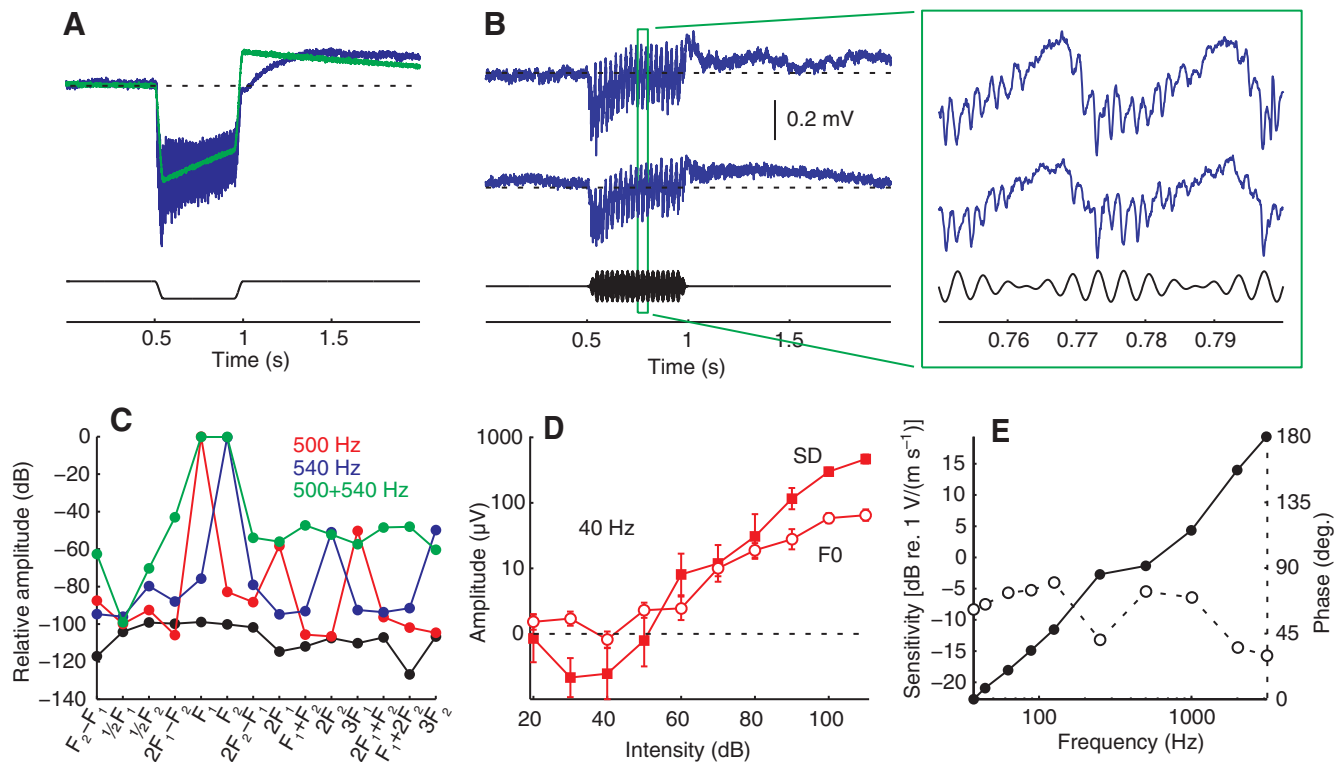 A
0.5
1
Time (s)
B
0.2 mV
0.5
1
1.5
Time (s)
0.76
0.77
0.78
0.79
C
Relative amplitude (dB)
0
−20
−40
−60
−80
−100
−120
−140
500 Hz
540 Hz
500+540 Hz
F2−F1
½F1
½F2
2F1−F2
F1
F2
2F2−F1
2F1
F1+F2
2F2
3F1
2F1+F2
F1+2F2
3F2
D
Amplitude (µV)
1000
100
10
0
40 Hz
SD
F0
20
40
60
80
100
Intensity (dB)
E
Sensitivity [dB re. 1 V/(m s⁻¹)]
15
10
5
0
−5
−10
−15
−20
100
1000
Frequency (Hz)
180
135
90
45
0
Phase (deg.)